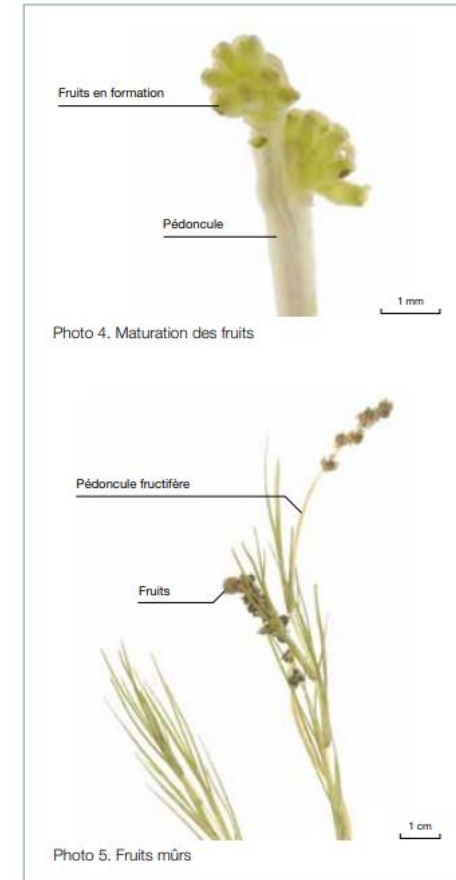 Fruits en formation
Pédoncule
1 mm
Photo 4. Maturation des fruits
Pédoncule fructifère
Fruits
1 cm
Photo 5. Fruits mûrs